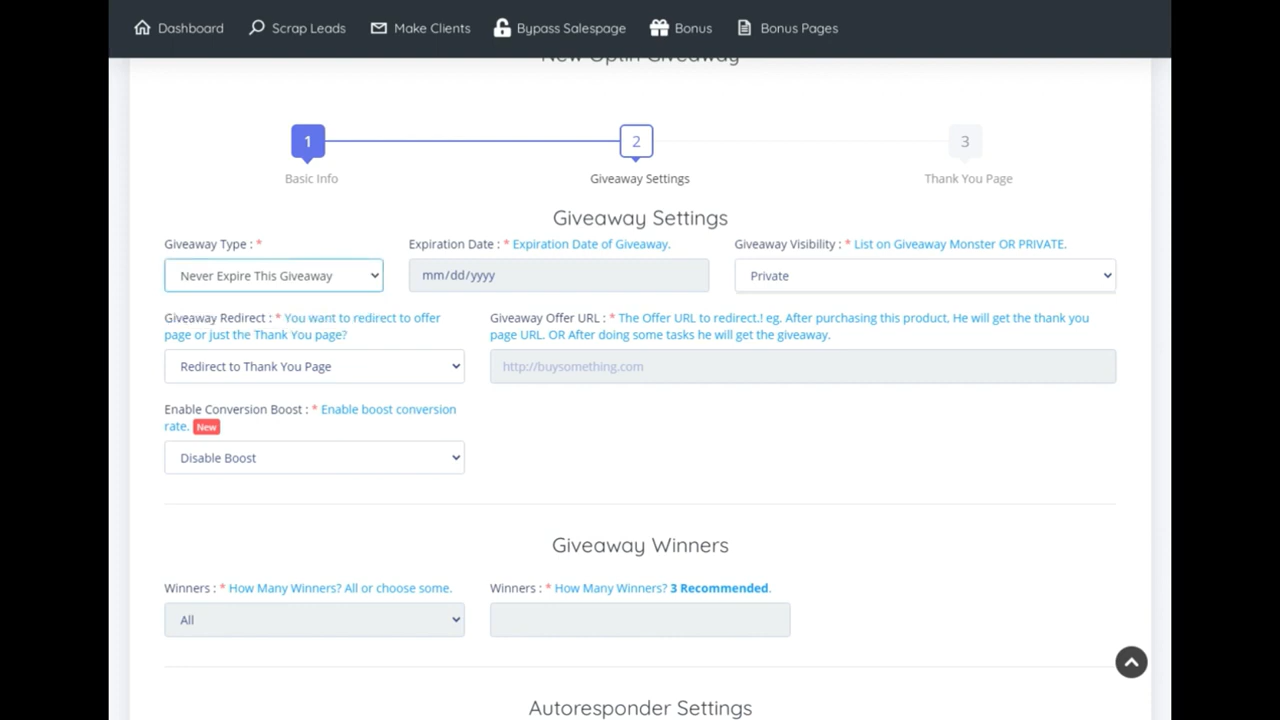 Dashboard Scrap Leads Make Clients Bypass Salespage Bonus Bonus Pages
New Optin Giveaway
1 2 3
Basic Info Giveaway Settings Thank You Page
Giveaway Settings
Giveaway Type : * Expiration Date : * Expiration Date of Giveaway. Giveaway Visibility : * List on Giveaway Monster OR PRIVATE.
Never Expire This Giveaway mm/dd/yyyy Private
Giveaway Redirect : * You want to redirect to offer
page or just the Thank You page?
Giveaway Offer URL : * The Offer URL to redirect.! eg. After purchasing this product, He will get the thank you
page URL. OR After doing some tasks he will get the giveaway.
Redirect to Thank You Page http://buysomething.com
Enable Conversion Boost : * Enable boost conversion
rate. New
Disable Boost
Giveaway Winners
Winners : * How Many Winners? All or choose some. Winners : * How Many Winners? 3 Recommended.
All
Autoresponder Settings